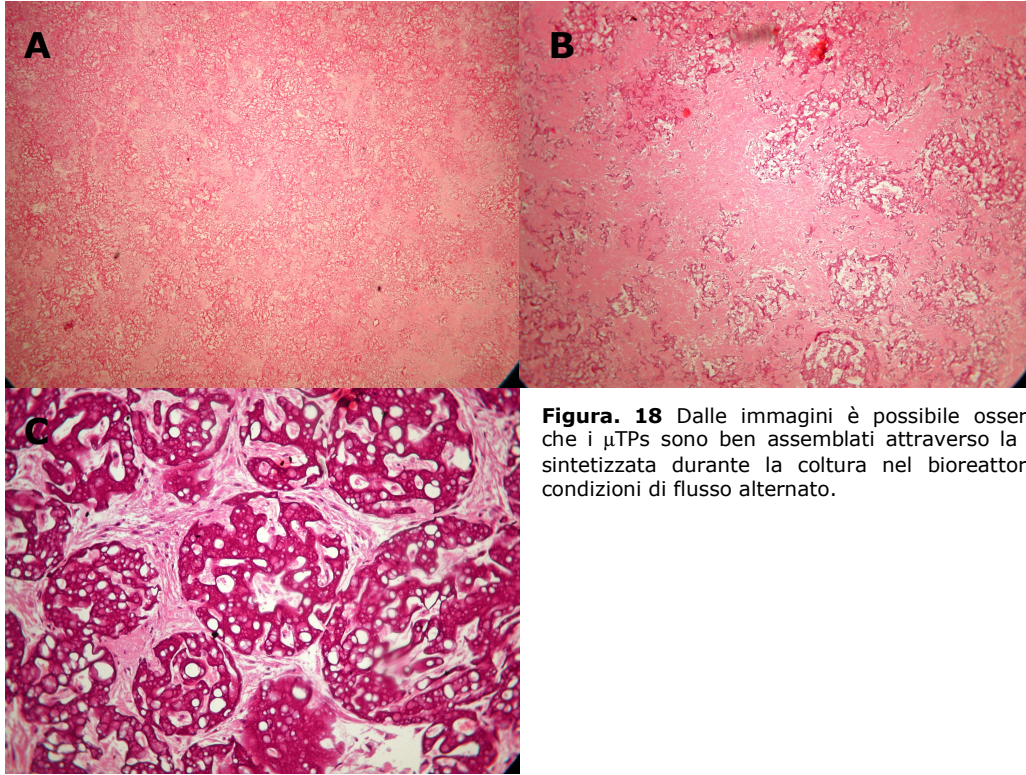 A
B
C
Figura. 18 Dalle immagini è possibile osser
che i μTPs sono ben assemblati attraverso la
sintetizzata durante la coltura nel bioreattor
condizioni di flusso alternato.